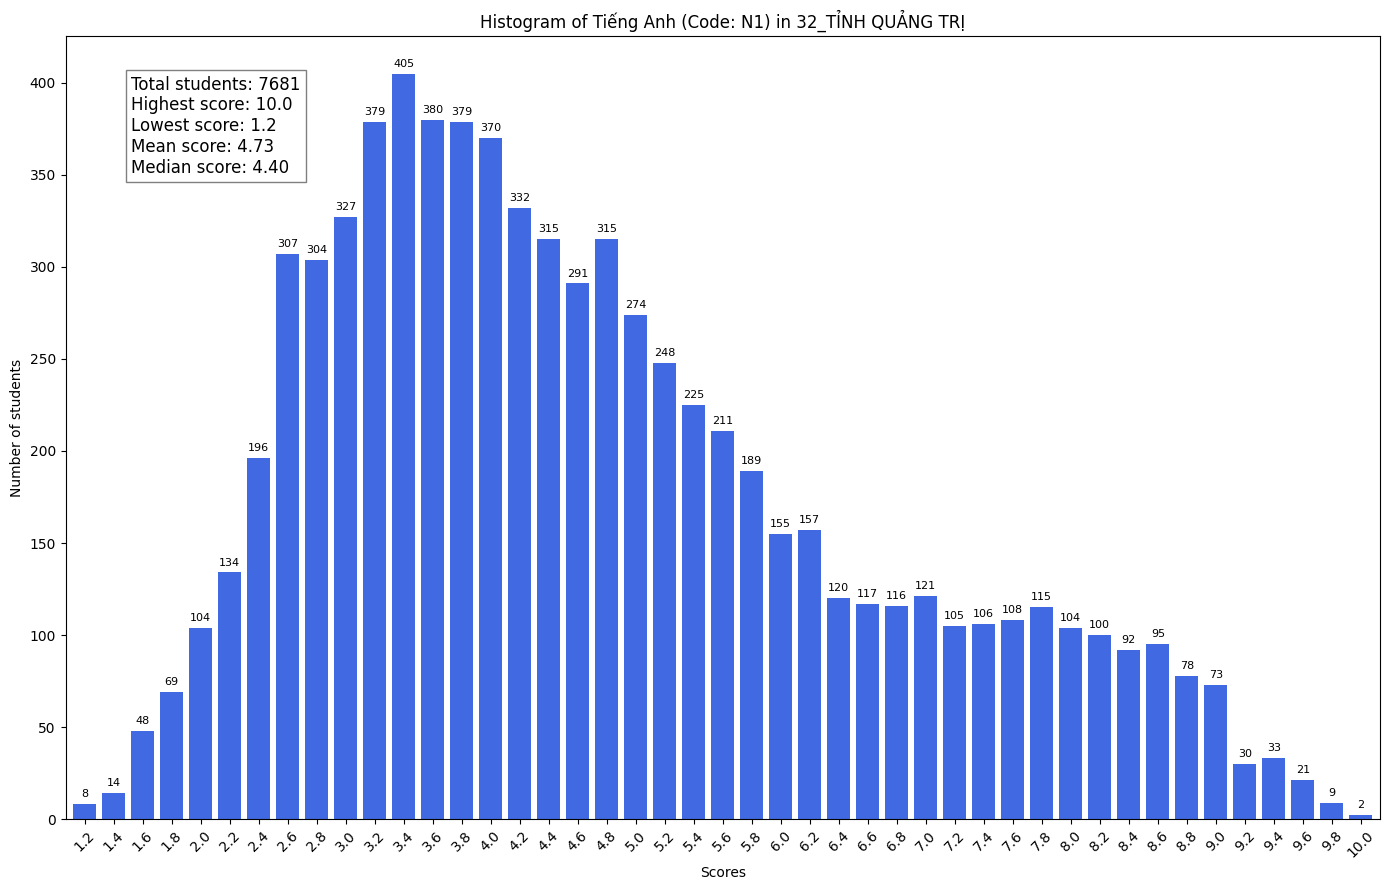 Histogram of Tiếng Anh (Code: N1) in 32_TỈNH QUẢNG TRỊ
Total students: 7681
Highest score: 10.0
Lowest score: 1.2
Mean score: 4.73
Median score: 4.40
Number of students
400
350
300
250
200
150
100
50
0
8 14 48 69 104 134 196 307 304 327 379 405 380 379 370 332 315 291 315 274 248 225 211 189 155 157 120 117 116 121 105 106 108 115 104 100 92 95 78 73 30 33 21 9 2
1.2 1.4 1.6 1.8 2.0 2.2 2.4 2.6 2.8 3.0 3.2 3.4 3.6 3.8 4.0 4.2 4.4 4.6 4.8 5.0 5.2 5.4 5.6 5.8 6.0 6.2 6.4 6.6 6.8 7.0 7.2 7.4 7.6 7.8 8.0 8.2 8.4 8.6 8.8 9.0 9.2 9.4 9.6 9.8 10.0
Scores